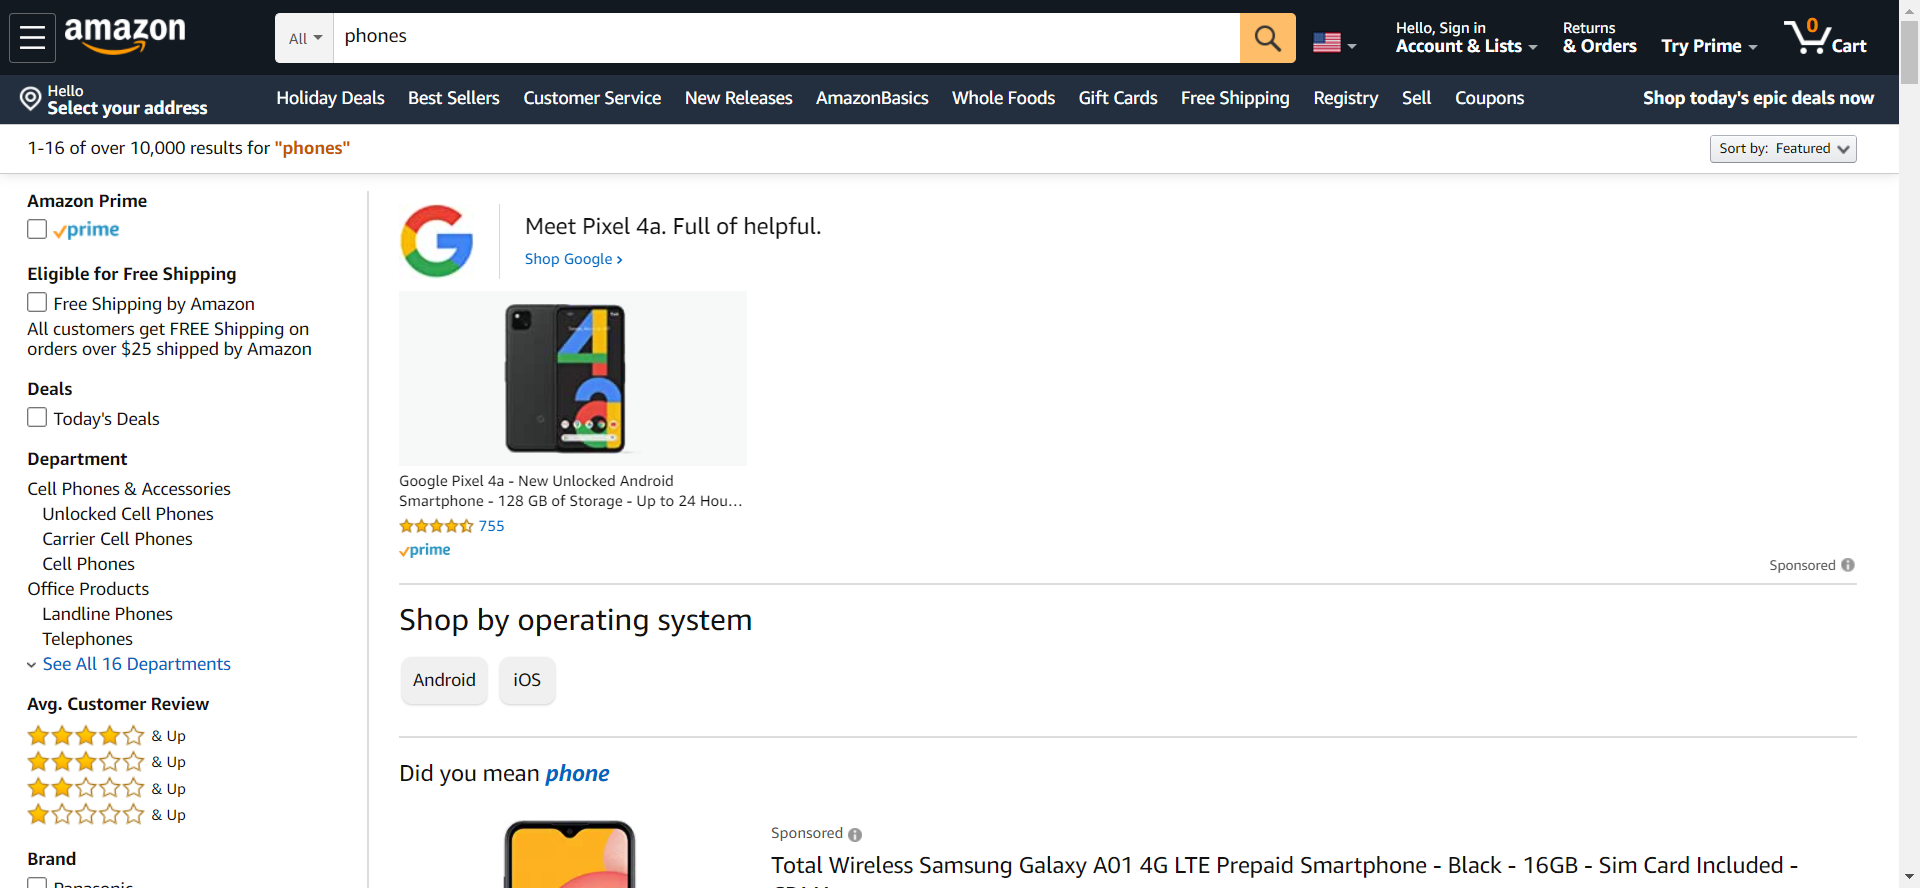 amazon
All
phones
Hello, Sign in
Account & Lists
Returns
& Orders
Try Prime
0
Cart
Hello
Select your address
Holiday Deals
Best Sellers
Customer Service
New Releases
AmazonBasics
Whole Foods
Gift Cards
Free Shipping
Registry
Sell
Coupons
Shop today's epic deals now
1-16 of over 10,000 results for "phones"
Sort by: Featured
Amazon Prime
prime
Eligible for Free Shipping
Free Shipping by Amazon
All customers get FREE Shipping on
orders over $25 shipped by Amazon
Deals
Today's Deals
Department
Cell Phones & Accessories
Unlocked Cell Phones
Carrier Cell Phones
Cell Phones
Office Products
Landline Phones
Telephones
See All 16 Departments
Avg. Customer Review
& Up
& Up
& Up
& Up
Brand
Panasonic
Meet Pixel 4a. Full of helpful.
Shop Google ›
Google Pixel 4a - New Unlocked Android
Smartphone - 128 GB of Storage - Up to 24 Hou...
755
prime
Sponsored
Shop by operating system
Android
iOS
Did you mean phone
Sponsored
Total Wireless Samsung Galaxy A01 4G LTE Prepaid Smartphone - Black - 16GB - Sim Card Included -